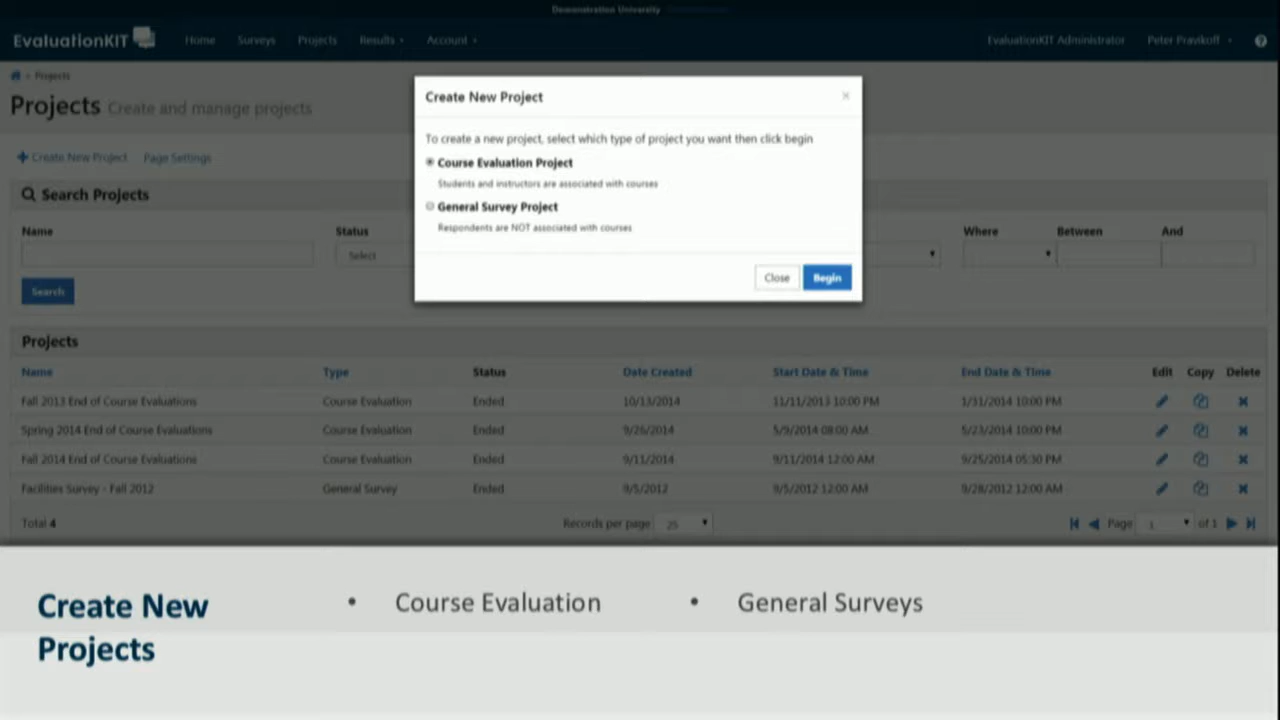 Demonstration University
EvaluationKIT Home Surveys Projects Results Account EvaluationKIT Administrator Peter Pravikoff
Projects
Projects Create and manage projects
Create New Project Page Settings
Search Projects
Name Status Where Between And
Select
Search
Create New Project ×
To create a new project, select which type of project you want then click begin
Course Evaluation Project
Students and instructors are associated with courses
General Survey Project
Respondents are NOT associated with courses
Close Begin
Projects
Name Type Status Date Created Start Date & Time End Date & Time Edit Copy Delete
Fall 2013 End of Course Evaluations Course Evaluation Ended 10/13/2014 11/11/2013 10:00 PM 1/31/2014 10:00 PM
Spring 2014 End of Course Evaluations Course Evaluation Ended 9/26/2014 5/9/2014 08:00 AM 5/23/2014 10:00 PM
Fall 2014 End of Course Evaluations Course Evaluation Ended 9/11/2014 9/11/2014 12:00 AM 9/25/2014 05:30 PM
Facilities Survey - Fall 2012 General Survey Ended 9/5/2012 9/5/2012 12:00 AM 9/28/2012 12:00 AM
Total 4 Records per page 25 Page 1 of 1
Create New
Projects
• Course Evaluation • General Surveys